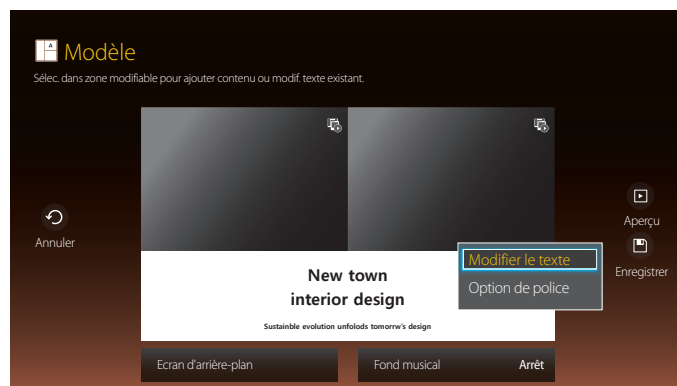 A
Modèle
Sélec. dans zone modifiable pour ajouter contenu ou modif. texte existant.
Annuler
Aperçu
Enregistrer
Modifier le texte
Option de police
New town
interior design
Sustainble evolution unfolods tomorrw's design
Ecran d'arrière-plan
Fond musical Arrêt